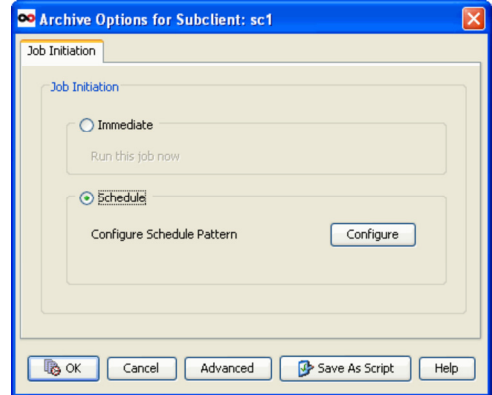 Archive Options for Subclient: sc1
Job Initiation
Job Initiation
Immediate
Run this job now
Schedule
Configure Schedule Pattern Configure
OK Cancel Advanced Save As Script Help